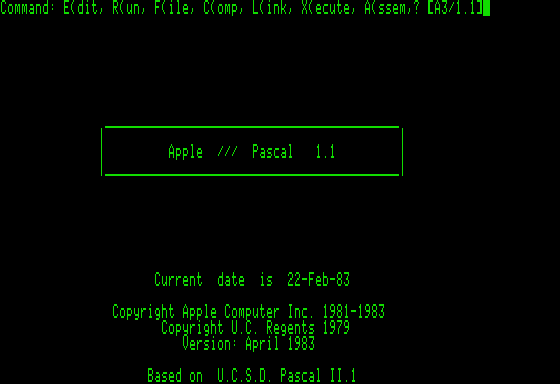 Command: E(dit, R(un, F(ile, C(omp, L(ink, X(ecute, A(ssem,? [A3/1.1]
Apple /// Pascal 1.1
Current date is 22-Feb-83
Copyright Apple Computer Inc. 1981-1983
Copyright U.C. Regents 1979
Version: April 1983
Based on U.C.S.D. Pascal II.1